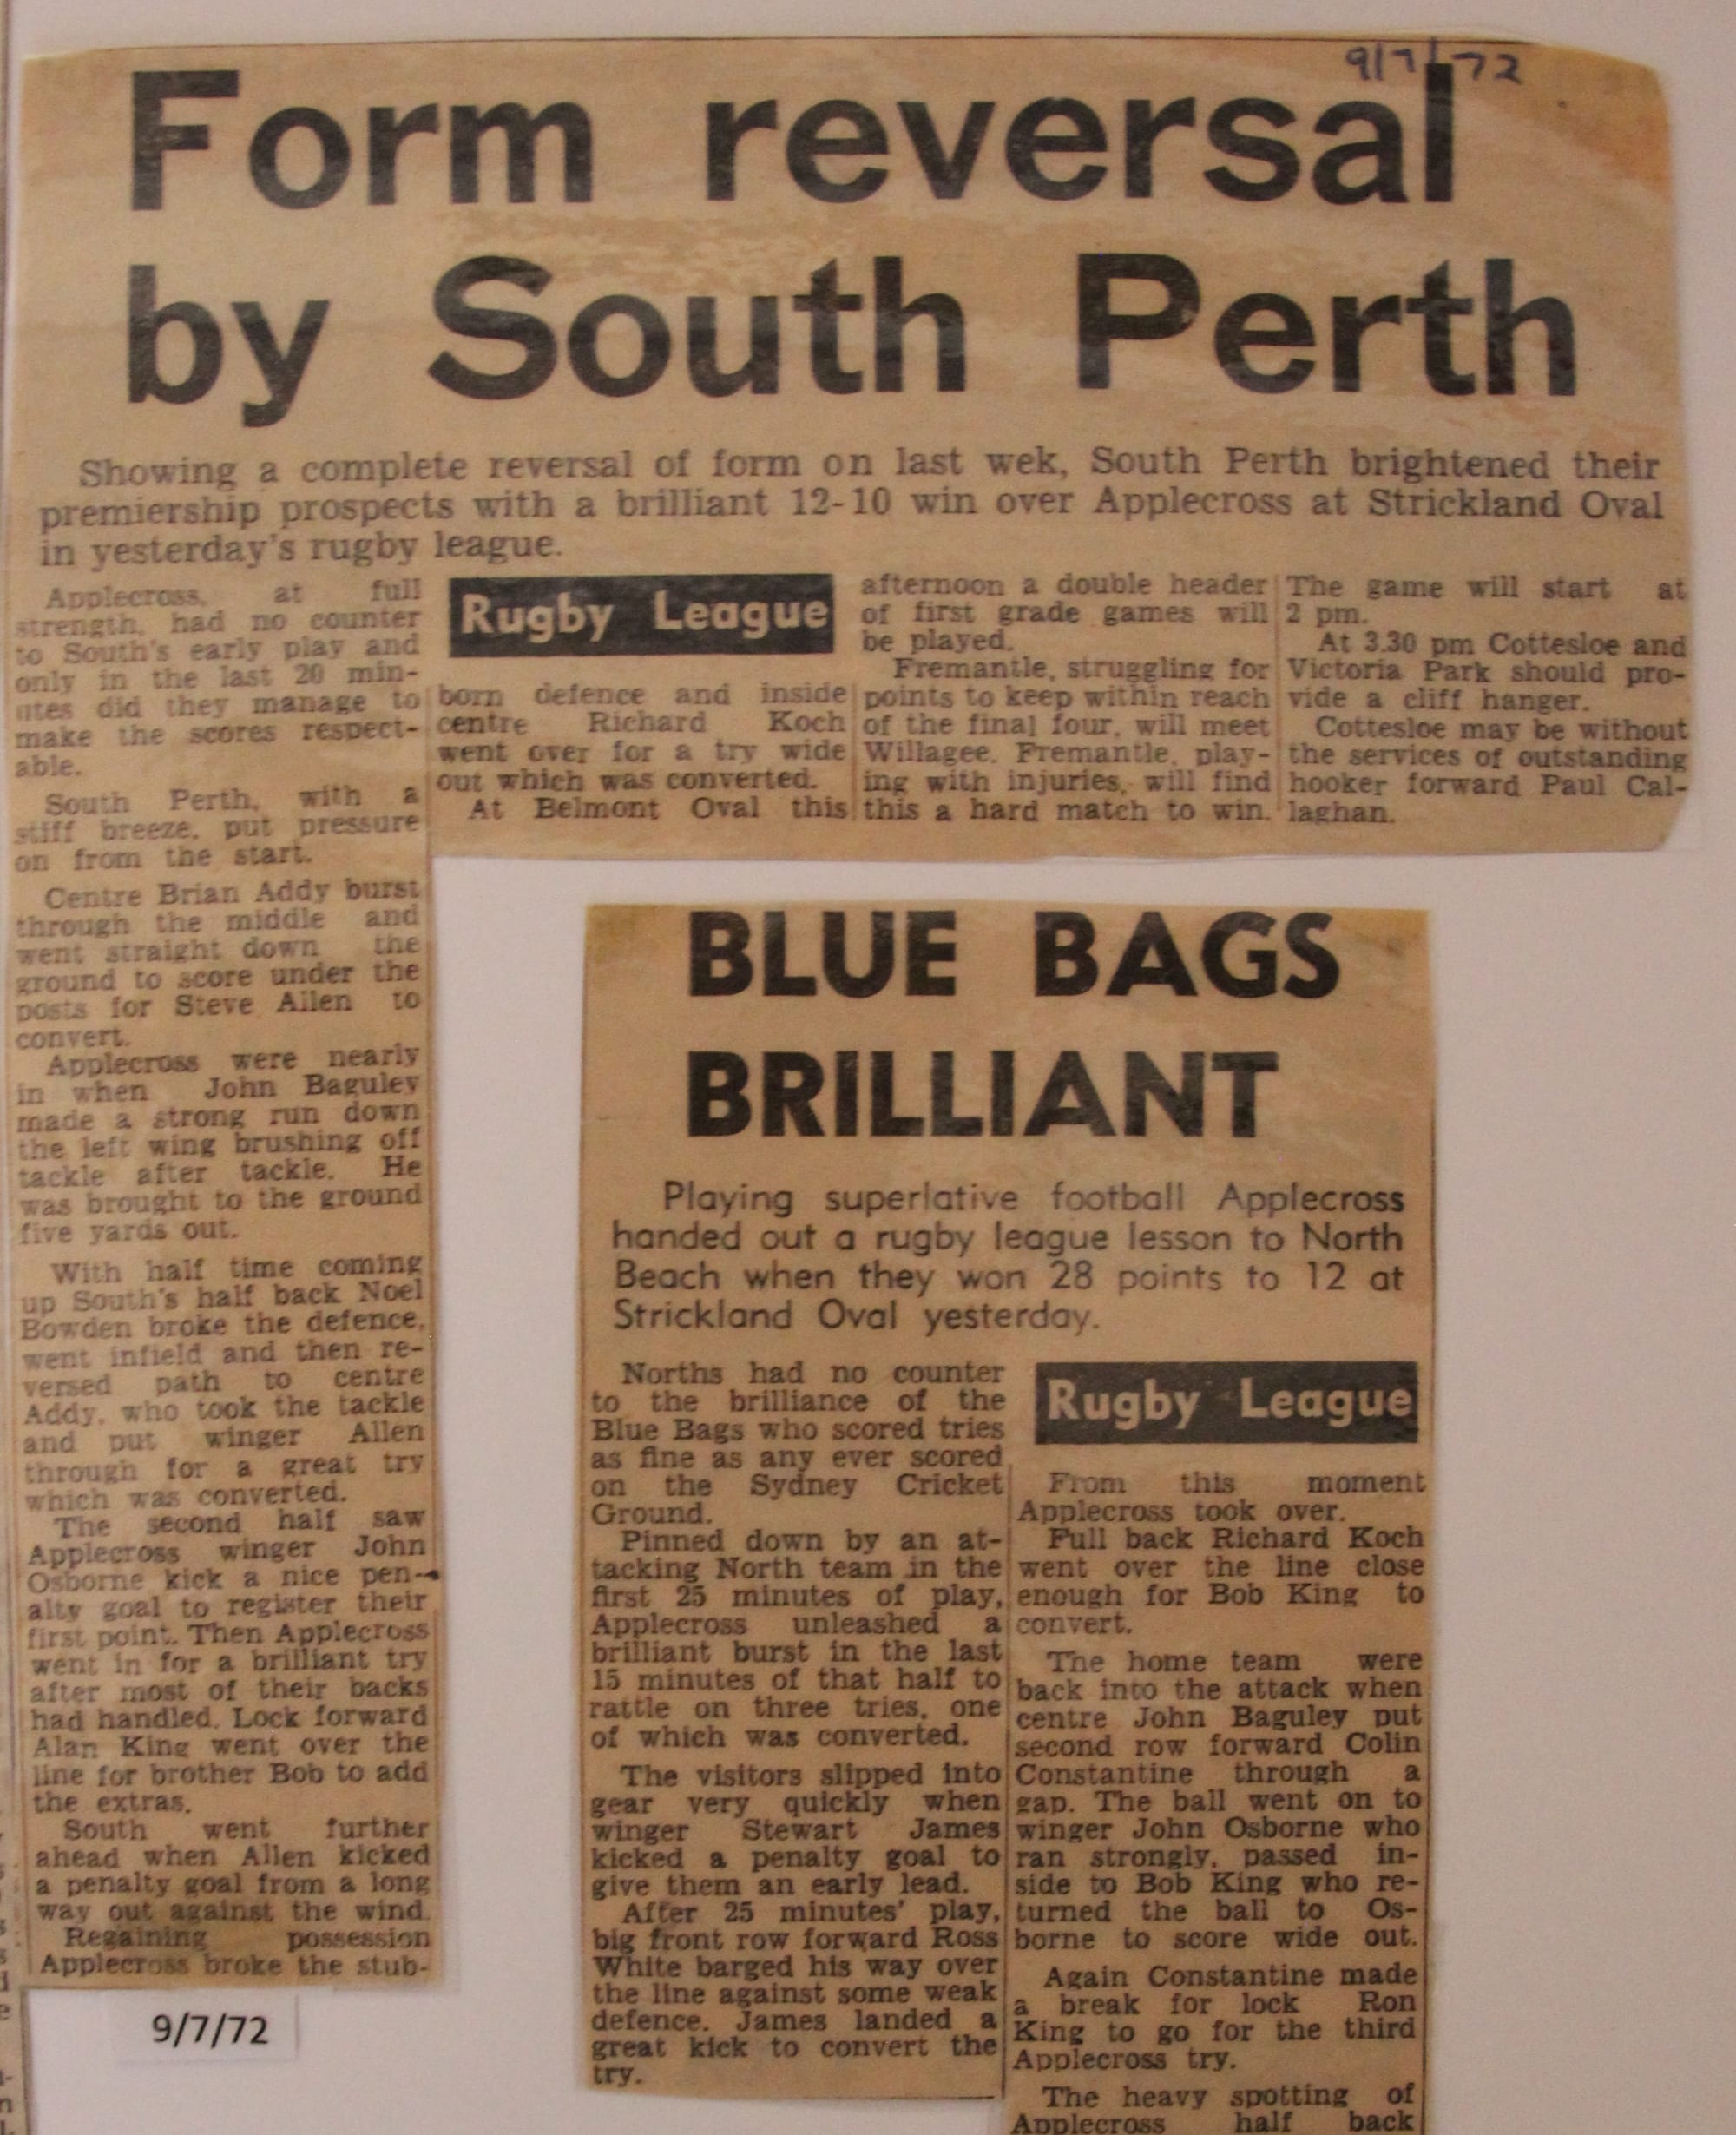 9/7/72
Form reversal
by South Perth
Showing a complete reversal of form on last wek, South Perth brightened their
premiership prospects with a brilliant 12-10 win over Applecross at Strickland Oval
in yesterday's rugby league.
Applecross, at full
strength, had no counter
to South's early play and
only in the last 20 min-
utes did they manage to
make the scores respect-
able.
South Perth, with a
stiff breeze, put pressure
on from the start.
Centre Brian Addy burst
through the middle and
went straight down the
ground to score under the
posts for Steve Allen to
convert.
Applecross were nearly
in when John Baguley
made a strong run down
the left wing brushing off
tackle after tackle. He
was brought to the ground
five yards out.
With half time coming
up South's half back Noel
Bowden broke the defence,
went infield and then re-
versed path to centre
Addy, who took the tackle
and put winger Allen
through for a great try
which was converted.
The second half saw
Applecross winger John
Osborne kick a nice pen-
alty goal to register their
first point. Then Applecross
went in for a brilliant try
after most of their backs
had handled. Lock forward
Alan King went over the
line for brother Bob to add
the extras.
South went further
ahead when Allen kicked
a penalty goal from a long
way out against the wind.
Regaining possession
Applecross broke the stub-
Rugby League
born defence and inside
centre Richard Koch
went over for a try wide
out which was converted.
At Belmont Oval this
afternoon a double header
of first grade games will
be played.
Fremantle, struggling for
points to keep within reach
of the final four, will meet
Willagee. Fremantle, play-
ing with injuries, will find
this a hard match to win.
The game will start at
2 pm.
At 3.30 pm Cottesloe and
Victoria Park should pro-
vide a cliff hanger.
Cottesloe may be without
the services of outstanding
hooker forward Paul Cal-
laghan.
9/7/72
BLUE BAGS
BRILLIANT
Playing superlative football Applecross
handed out a rugby league lesson to North
Beach when they won 28 points to 12 at
Strickland Oval yesterday.
Norths had no counter
to the brilliance of the
Blue Bags who scored tries
as fine as any ever scored
on the Sydney Cricket
Ground.
Pinned down by an at-
tacking North team in the
first 25 minutes of play,
Applecross unleashed a
brilliant burst in the last
15 minutes of that half to
rattle on three tries, one
of which was converted.
The visitors slipped into
gear very quickly when
winger Stewart James
kicked a penalty goal to
give them an early lead.
After 25 minutes' play,
big front row forward Ross
White barged his way over
the line against some weak
defence. James landed a
great kick to convert the
try.
Rugby League
From this moment
Applecross took over.
Full back Richard Koch
went over the line close
enough for Bob King to
convert.
The home team were
back into the attack when
centre John Baguley put
second row forward Colin
Constantine through a
gap. The ball went on to
winger John Osborne who
ran strongly, passed in-
side to Bob King who re-
turned the ball to Os-
borne to score wide out.
Again Constantine made
a break for lock Ron
King to go for the third
Applecross try.
The heavy spotting of
Applecross half back